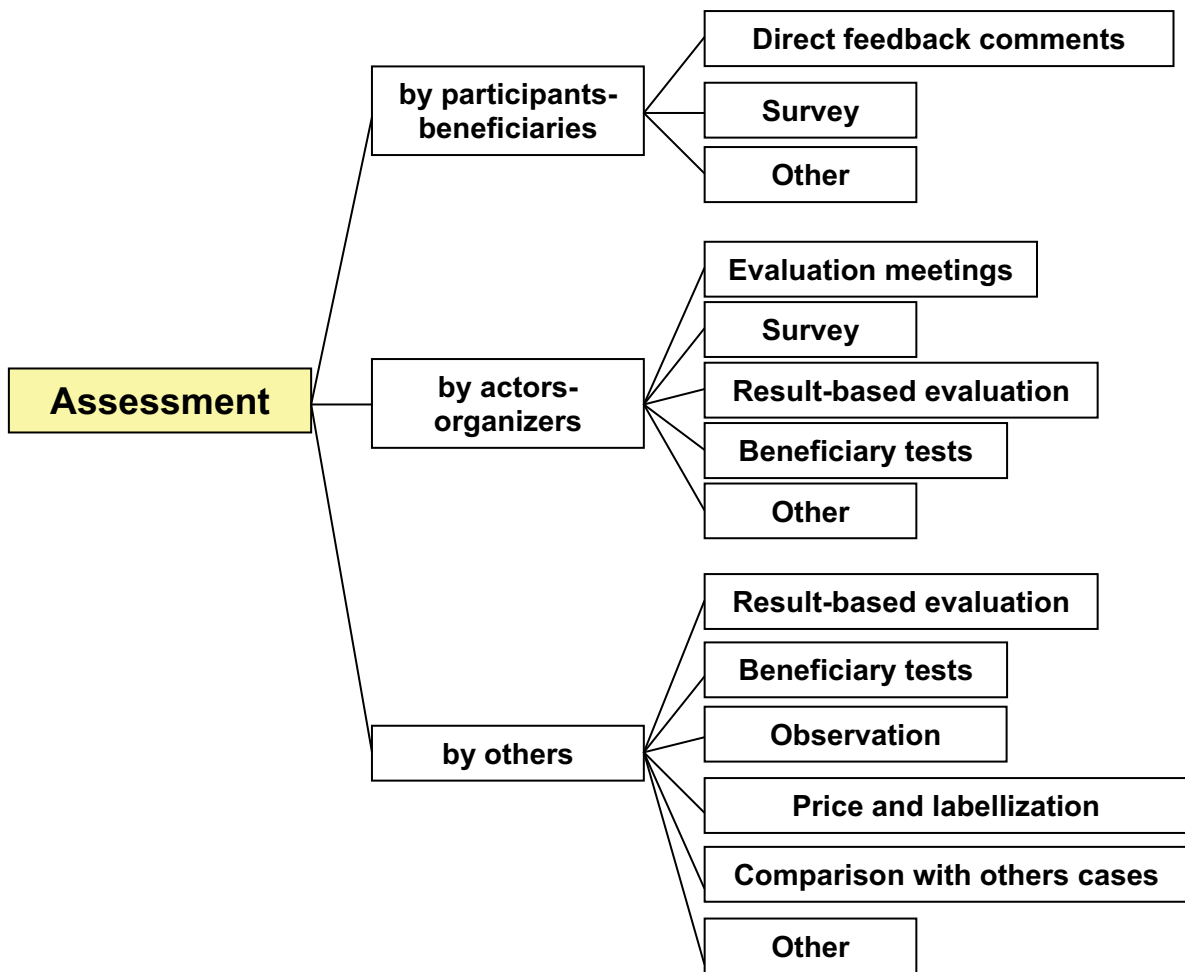 Assessment
by participants-
beneficiaries
Direct feedback comments
Survey
Other
by actors-
organizers
Evaluation meetings
Survey
Result-based evaluation
Beneficiary tests
Other
by others
Result-based evaluation
Beneficiary tests
Observation
Price and labellization
Comparison with others cases
Other